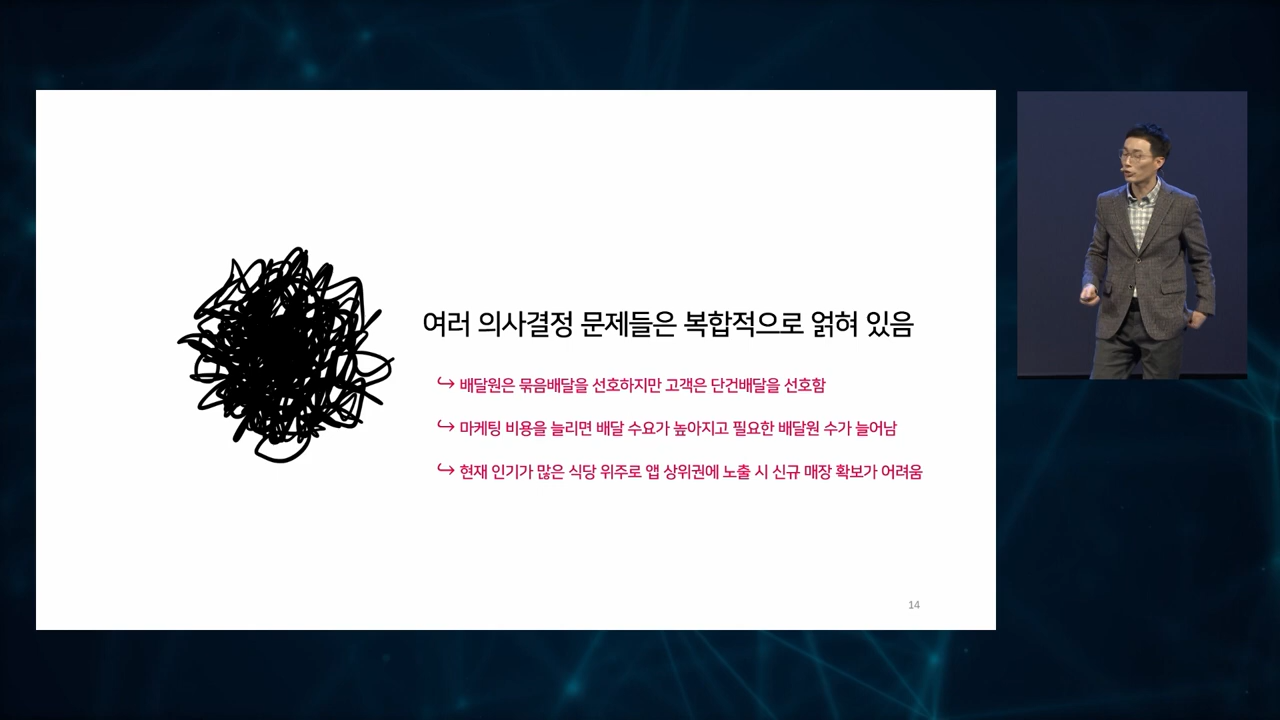 여러 의사결정 문제들은 복합적으로 얽혀 있음
↪ 배달원은 묶음배달을 선호하지만 고객은 단건배달을 선호함
↪ 마케팅 비용을 늘리면 배달 수요가 높아지고 필요한 배달원 수가 늘어남
↪ 현재 인기가 많은 식당 위주로 앱 상위권에 노출 시 신규 매장 확보가 어려움
14